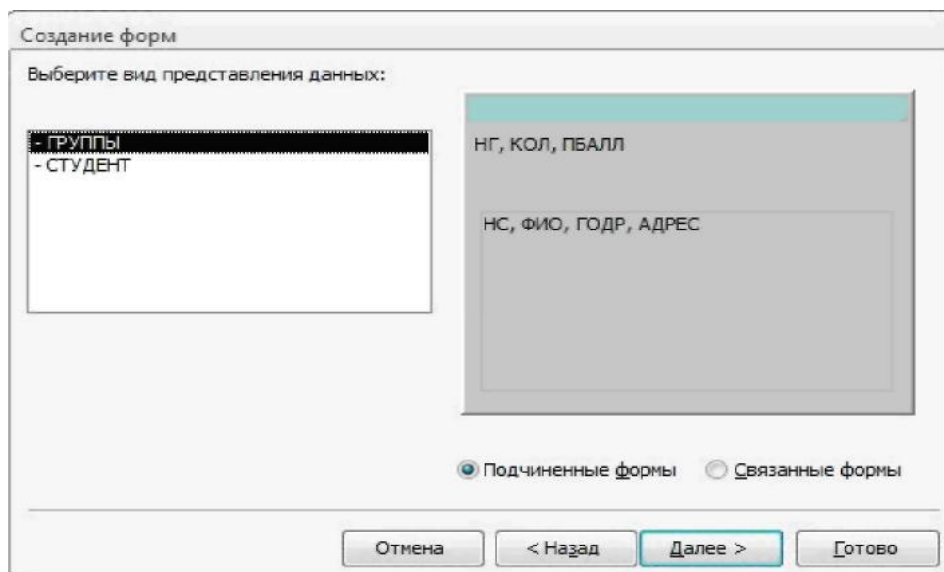 Создание форм
Выберите вид представления данных:
- ГРУППЫ
- СТУДЕНТ
НГ, КОЛ, ПБАЛЛ
НС, ФИО, ГОДР, АДРЕС
Подчиненные формы Связанные формы
Отмена < Назад Далее > Готово